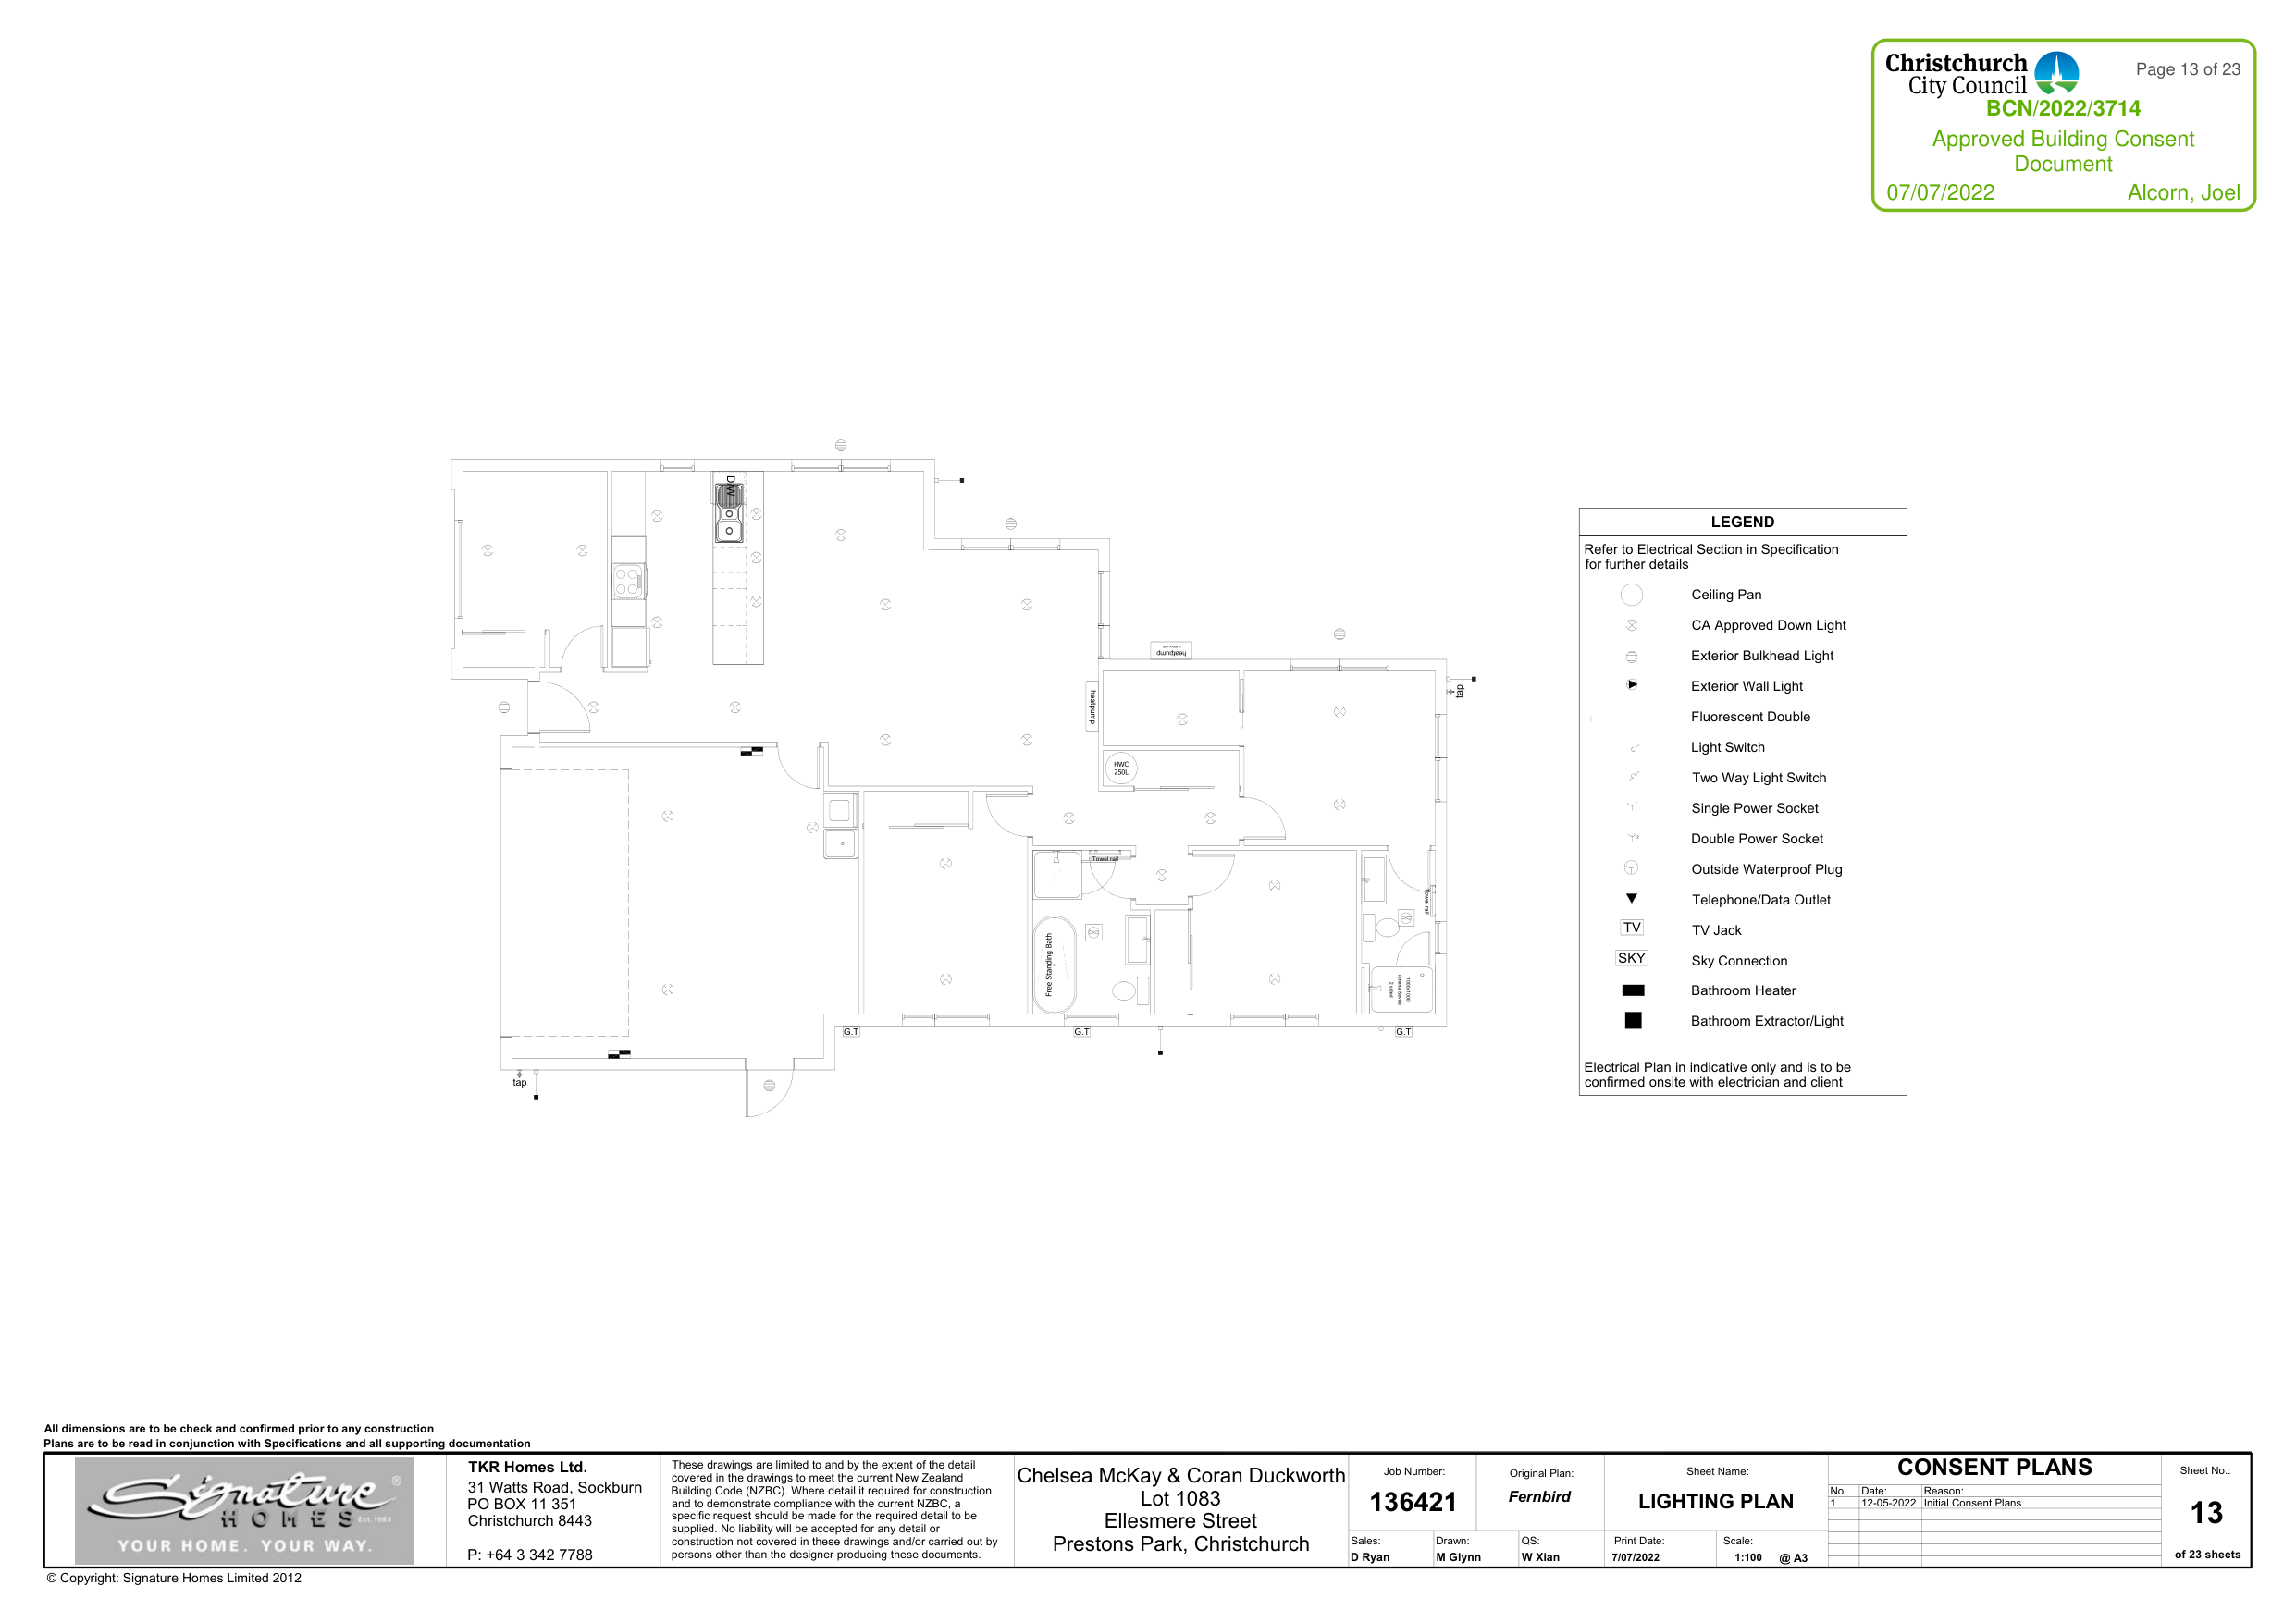 Christchurch
City Council
Page 13 of 23
BCN/2022/3714
Approved Building Consent
Document
07/07/2022 Alcorn, Joel
D/W
heatpump
heatpump
tap
HWC
250L
Towel rail
Towel rail
Free Standing Bath
1000x1000
G.T
G.T
G.T
tap
LEGEND
Refer to Electrical Section in Specification
for further details
Ceiling Pan
CA Approved Down Light
Exterior Bulkhead Light
Exterior Wall Light
Fluorescent Double
Light Switch
Two Way Light Switch
Single Power Socket
Double Power Socket
Outside Waterproof Plug
Telephone/Data Outlet
TV TV Jack
SKY Sky Connection
Bathroom Heater
Bathroom Extractor/Light
Electrical Plan in indicative only and is to be
confirmed onsite with electrician and client
All dimensions are to be check and confirmed prior to any construction
Plans are to be read in conjunction with Specifications and all supporting documentation
Signature ®
HOMES Est. 1983
YOUR HOME. YOUR WAY.
TKR Homes Ltd.
31 Watts Road, Sockburn
PO BOX 11 351
Christchurch 8443
P: +64 3 342 7788
These drawings are limited to and by the extent of the detail
covered in the drawings to meet the current New Zealand
Building Code (NZBC). Where detail it required for construction
and to demonstrate compliance with the current NZBC, a
specific request should be made for the required detail to be
supplied. No liability will be accepted for any detail or
construction not covered in these drawings and/or carried out by
persons other than the designer producing these documents.
Chelsea McKay & Coran Duckworth
Lot 1083
Ellesmere Street
Prestons Park, Christchurch
Job Number:
136421
Original Plan:
Fernbird
Sales:
D Ryan
Drawn:
M Glynn
QS:
W Xian
Sheet Name:
LIGHTING PLAN
Print Date:
7/07/2022
Scale:
1:100 @ A3
CONSENT PLANS
No. Date: Reason:
1 12-05-2022 Initial Consent Plans
Sheet No.:
13
of 23 sheets
© Copyright: Signature Homes Limited 2012